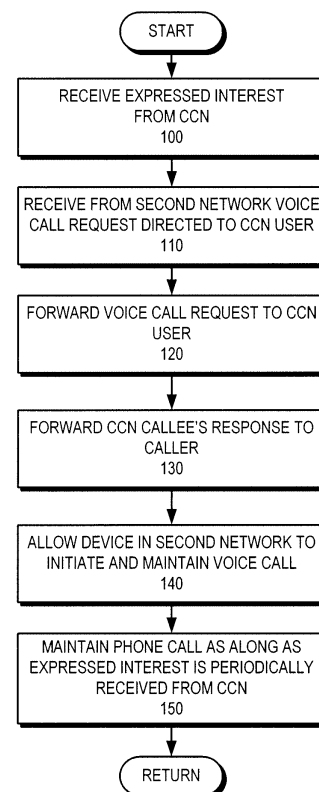 START
RECEIVE EXPRESSED INTEREST
FROM CCN
100
RECEIVE FROM SECOND NETWORK VOICE
CALL REQUEST DIRECTED TO CCN USER
110
FORWARD VOICE CALL REQUEST TO CCN
USER
120
FORWARD CCN CALLEE'S RESPONSE TO
CALLER
130
ALLOW DEVICE IN SECOND NETWORK TO
INITIATE AND MAINTAIN VOICE CALL
140
MAINTAIN PHONE CALL AS ALONG AS
EXPRESSED INTEREST IS PERIODICALLY
RECEIVED FROM CCN
150
RETURN